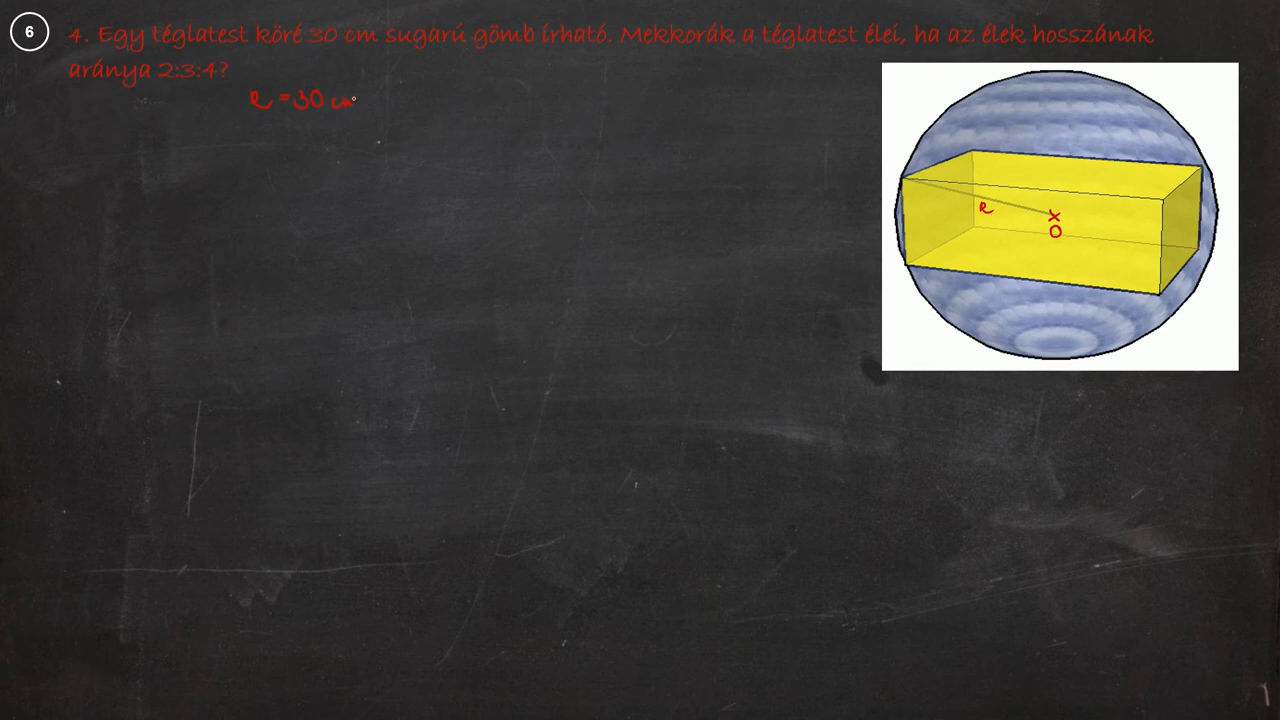 6
4. Egy téglatest köré 30 cm sugarú gömb írható. Mekkorák a téglatest élei, ha az élek hosszának
aránya 2:3:4?
R = 30 cm
R
O